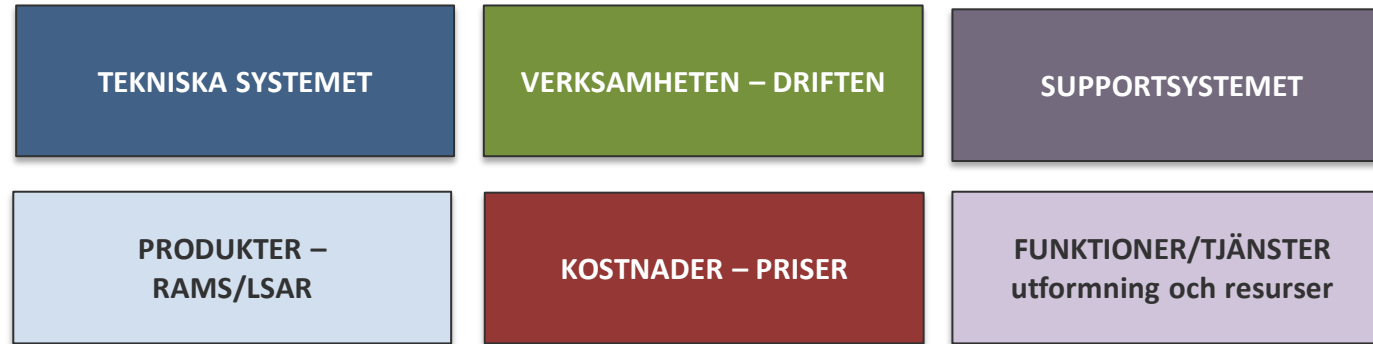 TEKNISKA SYSTEMET
VERKSAMHETEN – DRIFTEN
SUPPORTSYSTEMET
PRODUKTER –
RAMS/LSAR
KOSTNADER – PRISER
FUNKTIONER/TJÄNSTER
utformning och resurser